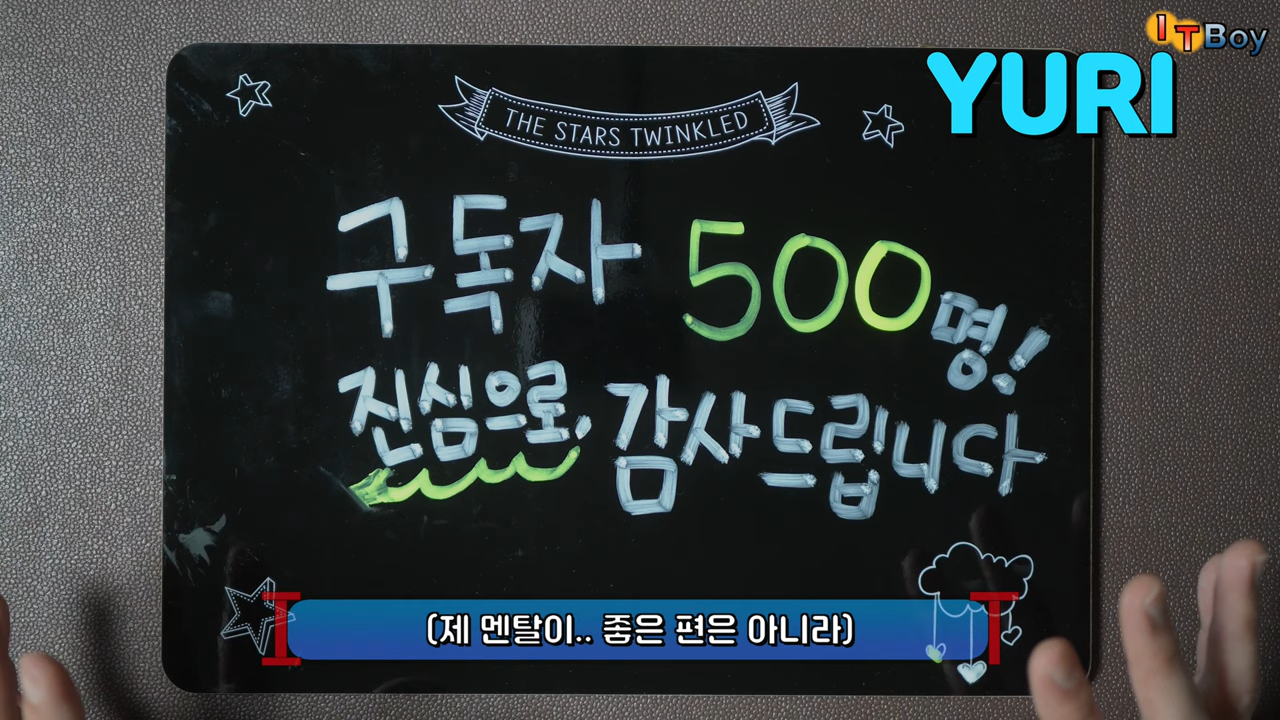 ITBoy
YURI
THE STARS TWINKLED
구독자 500명!
진심으로, 감사드립니다
(제 멘탈이.. 좋은 편은 아니라)